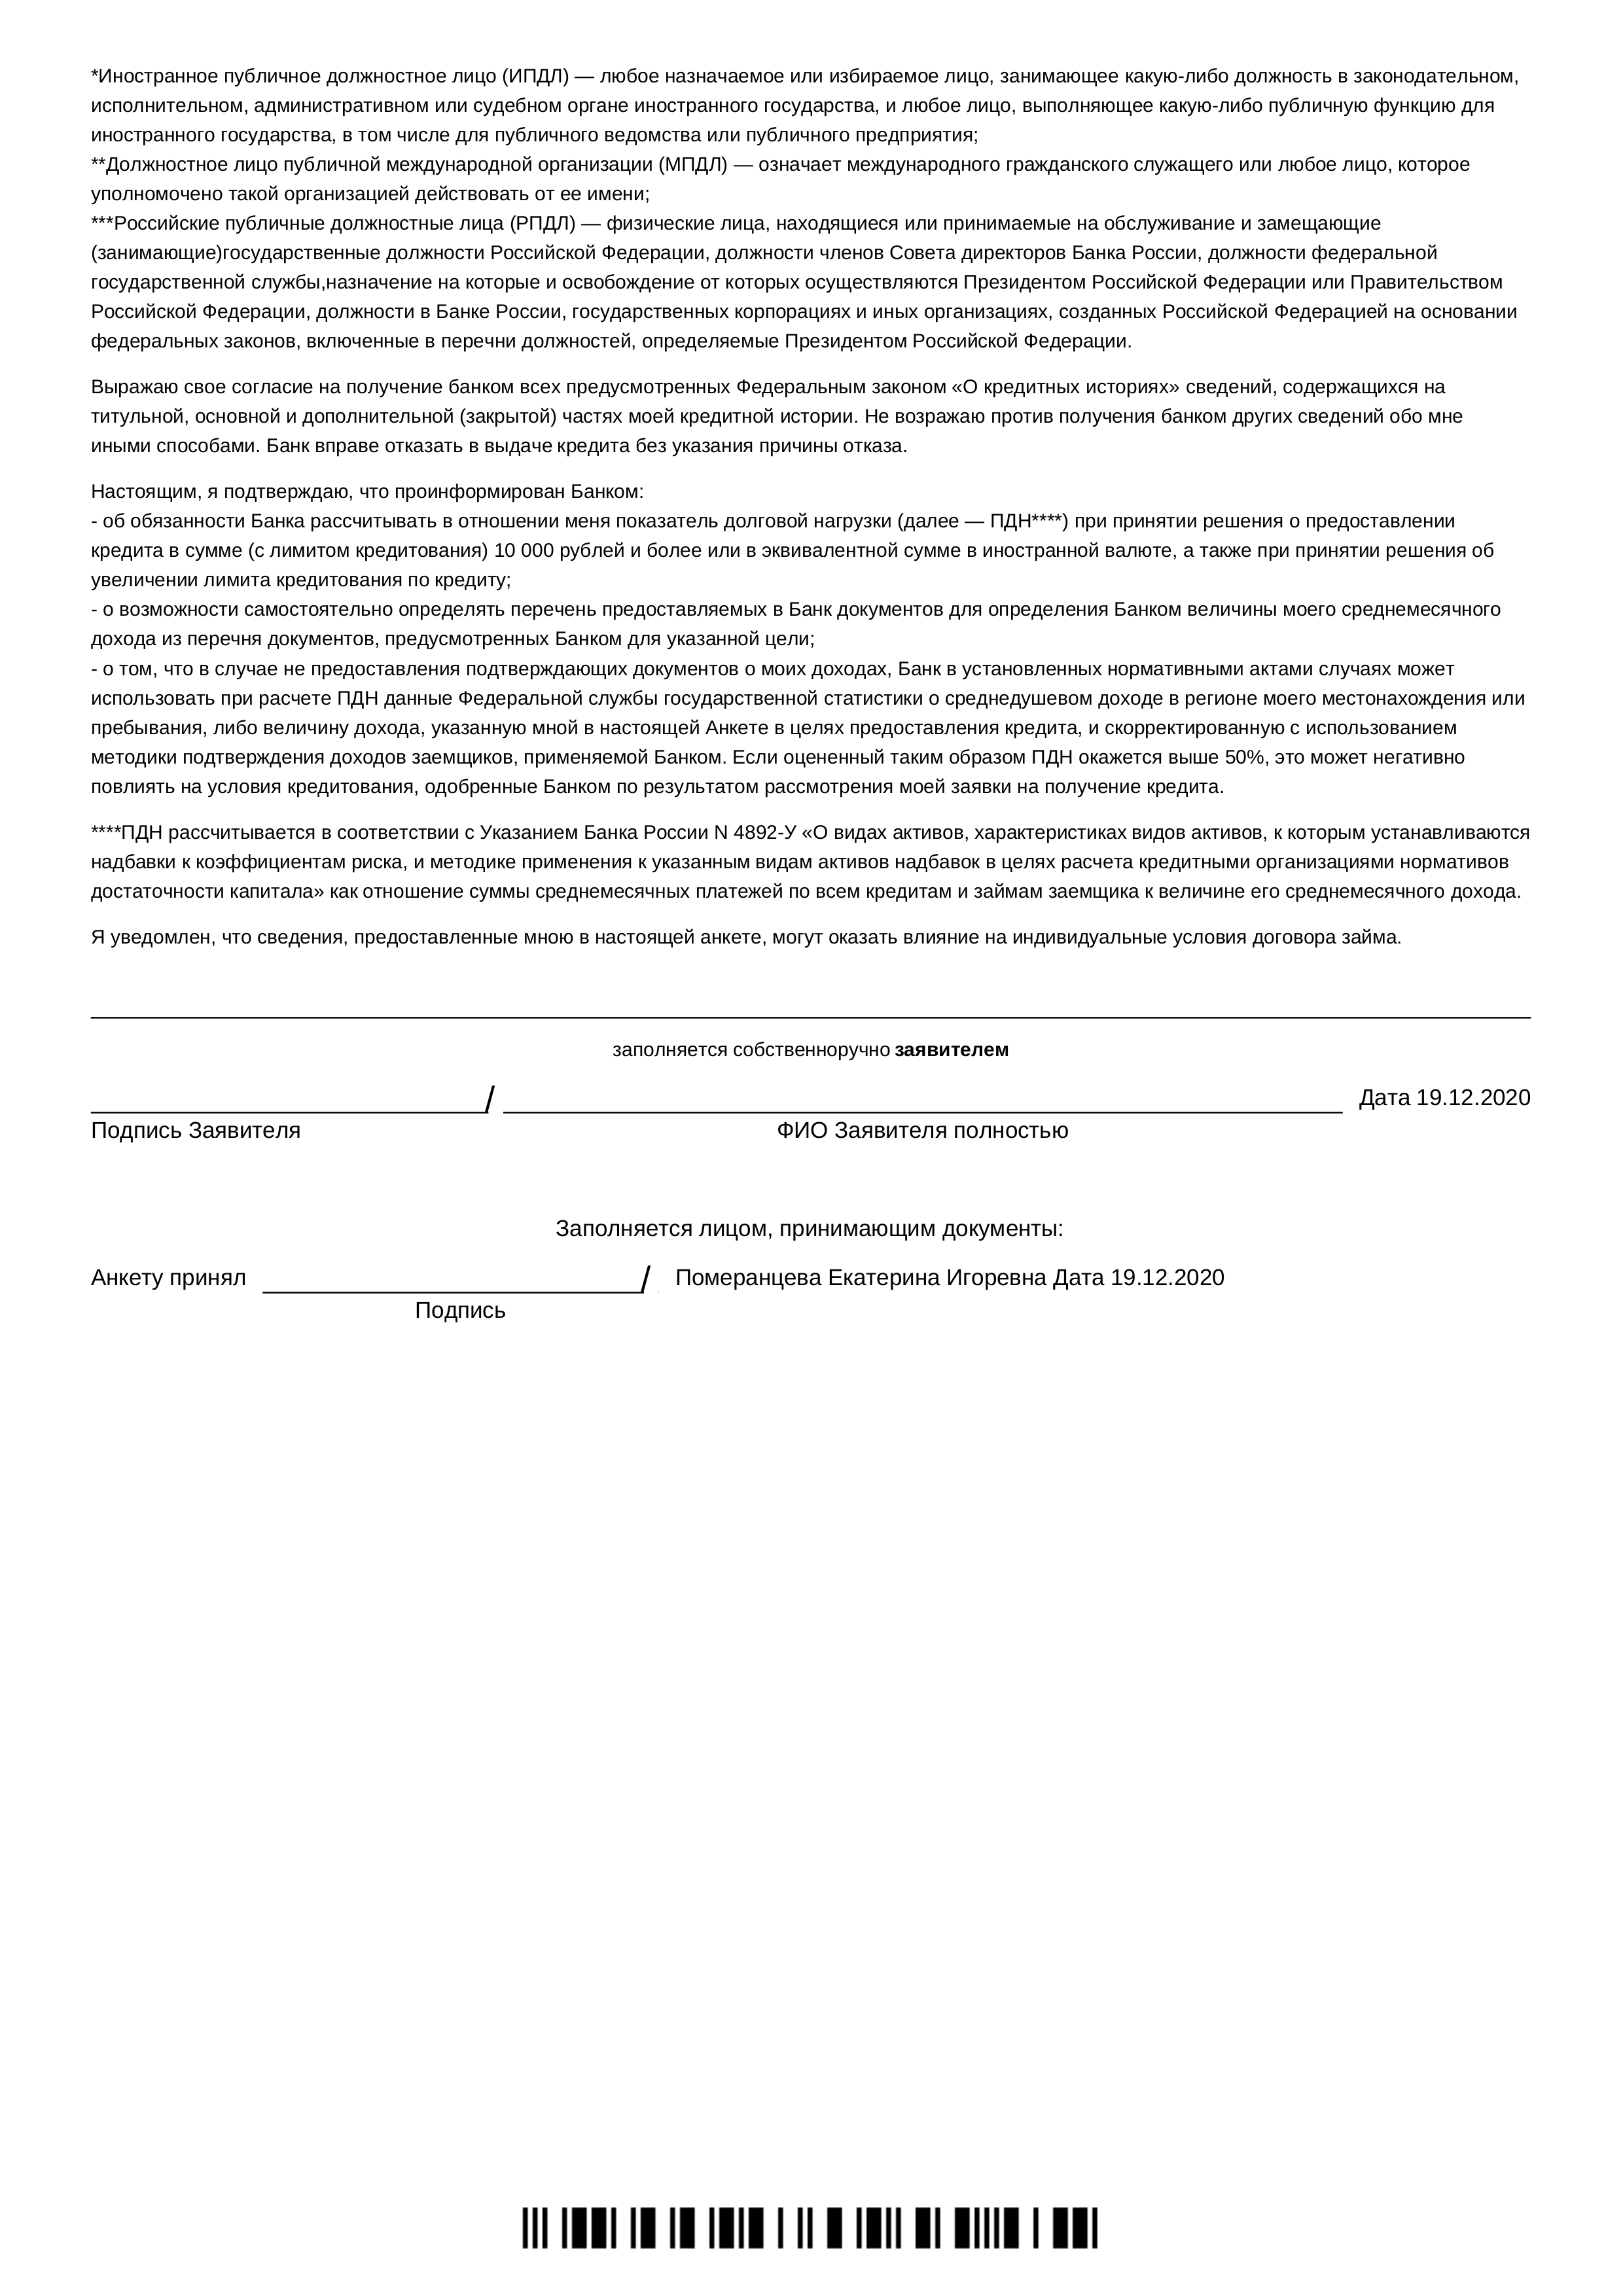 *Иностранное публичное должностное лицо (ИПДЛ) — любое назначаемое или избираемое лицо, занимающее какую-либо должность в законодательном,
исполнительном, административном или судебном органе иностранного государства, и любое лицо, выполняющее какую-либо публичную функцию для
иностранного государства, в том числе для публичного ведомства или публичного предприятия;
**Должностное лицо публичной международной организации (МПДЛ) — означает международного гражданского служащего или любое лицо, которое
уполномочено такой организацией действовать от ее имени;
***Российские публичные должностные лица (РПДЛ) — физические лица, находящиеся или принимаемые на обслуживание и замещающие
(занимающие)государственные должности Российской Федерации, должности членов Совета директоров Банка России, должности федеральной
государственной службы,назначение на которые и освобождение от которых осуществляются Президентом Российской Федерации или Правительством
Российской Федерации, должности в Банке России, государственных корпорациях и иных организациях, созданных Российской Федерацией на основании
федеральных законов, включенные в перечни должностей, определяемые Президентом Российской Федерации.
Выражаю свое согласие на получение банком всех предусмотренных Федеральным законом «О кредитных историях» сведений, содержащихся на
титульной, основной и дополнительной (закрытой) частях моей кредитной истории. Не возражаю против получения банком других сведений обо мне
иными способами. Банк вправе отказать в выдаче кредита без указания причины отказа.
Настоящим, я подтверждаю, что проинформирован Банком:
- об обязанности Банка рассчитывать в отношении меня показатель долговой нагрузки (далее — ПДН****) при принятии решения о предоставлении
кредита в сумме (с лимитом кредитования) 10 000 рублей и более или в эквивалентной сумме в иностранной валюте, а также при принятии решения об
увеличении лимита кредитования по кредиту;
- о возможности самостоятельно определять перечень предоставляемых в Банк документов для определения Банком величины моего среднемесячного
дохода из перечня документов, предусмотренных Банком для указанной цели;
- о том, что в случае не предоставления подтверждающих документов о моих доходах, Банк в установленных нормативными актами случаях может
использовать при расчете ПДН данные Федеральной службы государственной статистики о среднедушевом доходе в регионе моего местонахождения или
пребывания, либо величину дохода, указанную мной в настоящей Анкете в целях предоставления кредита, и скорректированную с использованием
методики подтверждения доходов заемщиков, применяемой Банком. Если оцененный таким образом ПДН окажется выше 50%, это может негативно
повлиять на условия кредитования, одобренные Банком по результатом рассмотрения моей заявки на получение кредита.
****ПДН рассчитывается в соответствии с Указанием Банка России N 4892-У «О видах активов, характеристиках видов активов, к которым устанавливаются
надбавки к коэффициентам риска, и методике применения к указанным видам активов надбавок в целях расчета кредитными организациями нормативов
достаточности капитала» как отношение суммы среднемесячных платежей по всем кредитам и займам заемщика к величине его среднемесячного дохода.
Я уведомлен, что сведения, предоставленные мною в настоящей анкете, могут оказать влияние на индивидуальные условия договора займа.
заполняется собственноручно заявителем
/ Дата 19.12.2020
Подпись Заявителя ФИО Заявителя полностью
Заполняется лицом, принимающим документы:
Анкету принял / Померанцева Екатерина Игоревна Дата 19.12.2020
Подпись